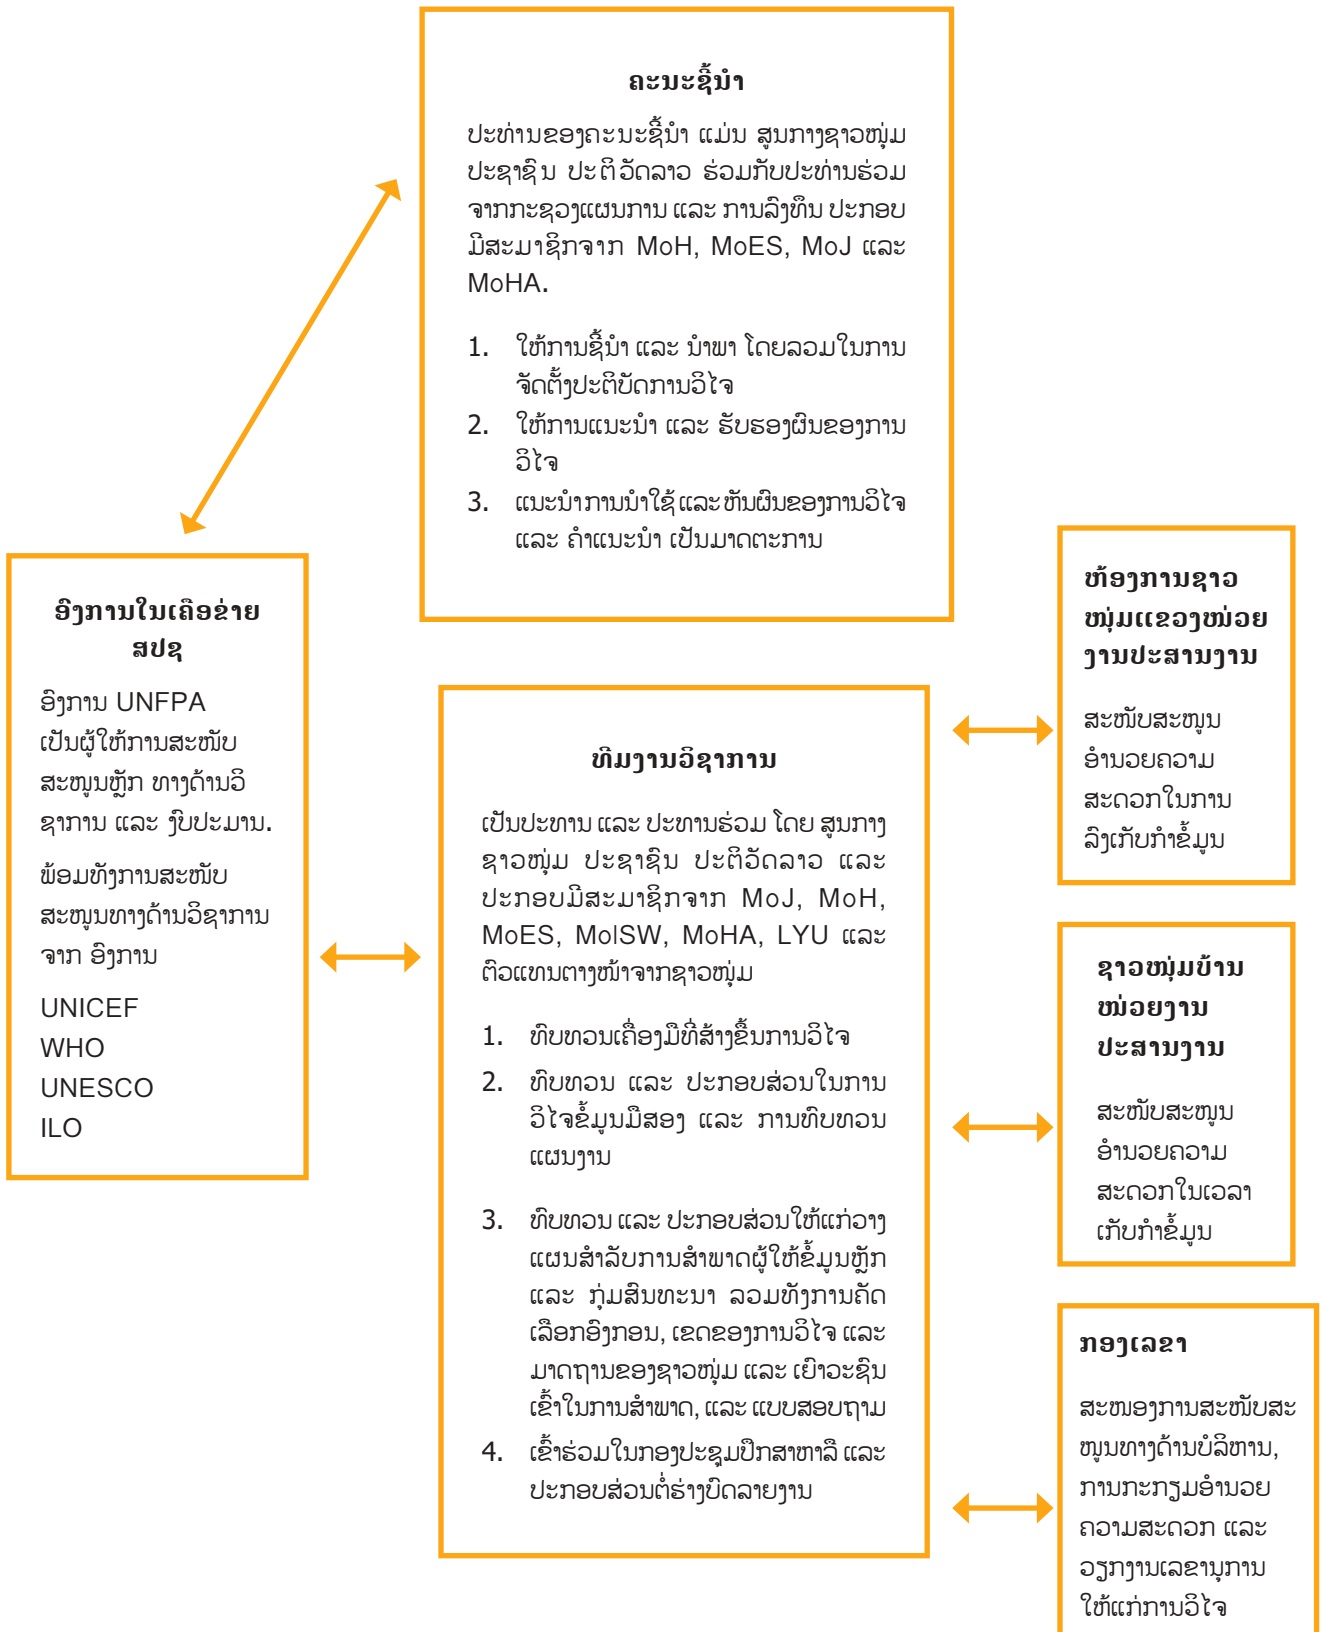 ຄະນະຊີ້ນຳ
ປະທ່ານຂອງຄະນະຊີ້ນຳ ແມ່ນ ສູນກາງຊາວໜຸ່ມ
ປະຊາຊົນ ປະຕິວັດລາວ ຮ່ວມກັບປະທ່ານຮ່ວມ
ຈາກກະຊວງແຜນການ ແລະ ການລົງທຶນ ປະກອບ
ມີສະມາຊິກຈາກ MoH, MoES, MoJ ແລະ
MoHA.
1. ໃຫ້ການຊີ້ນຳ ແລະ ນຳພາ ໂດຍລວມໃນການ
ຈັດຕັ້ງປະຕິບັດການວິໄຈ
2. ໃຫ້ການແນະນຳ ແລະ ຮັບຮອງຜົນຂອງການ
ວິໄຈ
3. ແນະນຳການນຳໃຊ້ ແລະຫັນຜົນຂອງການວິໄຈ
ແລະ ຄຳແນະນຳ ເປັນມາດຕະການ
ອົງການໃນເຄືອຂ່າຍ
ສປຊ
ອົງການ UNFPA
ເປັນຜູ້ໃຫ້ການສະໜັບ
ສະໜູນຫຼັກ ທາງດ້ານວິ
ຊາການ ແລະ ງົບປະມານ.
ພ້ອມທັງການສະໜັບ
ສະໜູນທາງດ້ານວິຊາການ
ຈາກ ອົງການ
UNICEF
WHO
UNESCO
ILO
ທີມງານວິຊາການ
ເປັນປະທານ ແລະ ປະທານຮ່ວມ ໂດຍ ສູນກາງ
ຊາວໜຸ່ມ ປະຊາຊົນ ປະຕິວັດລາວ ແລະ
ປະກອບມີສະມາຊິກຈາກ MoJ, MoH,
MoES, MolSW, MoHA, LYU ແລະ
ຕົວແທນຕາງໜ້າຈາກຊາວໜຸ່ມ
1. ທົບທວນເຄື່ອງມືທີ່ສ້າງຂຶ້ນການວິໄຈ
2. ທົບທວນ ແລະ ປະກອບສ່ວນໃນການ
ວິໄຈຂໍ້ມູນມືສອງ ແລະ ການທົບທວນ
ແຜນງານ
3. ທົບທວນ ແລະ ປະກອບສ່ວນໃຫ້ແກ່ວາງ
ແຜນສຳລັບການສຳພາດຜູ້ໃຫ້ຂໍ້ມູນຫຼັກ
ແລະ ກຸ່ມສົນທະນາ ລວມທັງການຄັດ
ເລືອກອົງກອນ, ເຂດຂອງການວິໄຈ ແລະ
ມາດຖານຂອງຊາວໜຸ່ມ ແລະ ເຍົາວະຊົນ
ເຂົ້າໃນການສຳພາດ, ແລະ ແບບສອບຖາມ
4. ເຂົ້າຮ່ວມໃນກອງປະຊຸມປຶກສາຫາລື ແລະ
ປະກອບສ່ວນຕໍ່ຮ່າງບົດລາຍງານ
ຫ້ອງການຊາວ
ໜຸ່ມແຂວງໜ່ວຍ
ງານປະສານງານ
ສະໜັບສະໜູນ
ອຳນວຍຄວາມ
ສະດວກໃນການ
ລົງເກັບກຳຂໍ້ມູນ
ຊາວໜຸ່ມບ້ານ
ໜ່ວຍງານ
ປະສານງານ
ສະໜັບສະໜູນ
ອຳນວຍຄວາມ
ສະດວກໃນເວລາ
ເກັບກຳຂໍ້ມູນ
ກອງເລຂາ
ສະໜອງການສະໜັບສະ
ໜູນທາງດ້ານບໍລິຫານ,
ການກະກຽມອຳນວຍ
ຄວາມສະດວກ ແລະ
ວຽກງານເລຂານຸການ
ໃຫ້ແກ່ການວິໄຈ